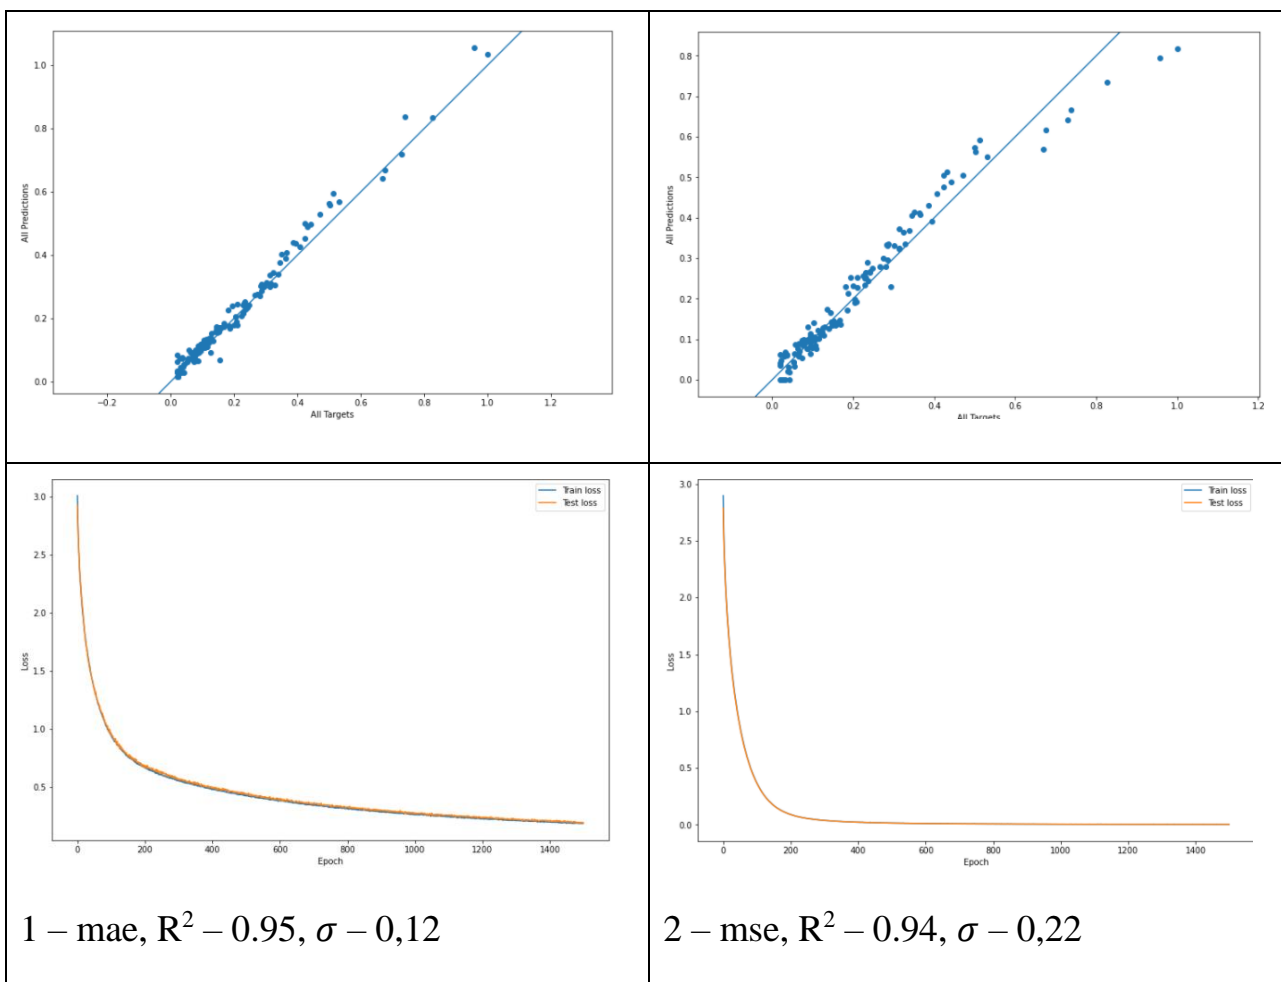 1.0
0.8
0.6
0.4
0.2
0.0
All Predictions
−0.2 0.0 0.2 0.4 0.6 0.8 1.0 1.2
All Targets
0.8
0.7
0.6
0.5
0.4
0.3
0.2
0.1
0.0
All Predictions
0.0 0.2 0.4 0.6 0.8 1.0 1.2
All Targets
3.0
2.5
2.0
1.5
1.0
0.5
Loss
Train loss
Test loss
0 200 400 600 800 1000 1200 1400
Epoch
1 – mae, R² – 0.95, σ – 0,12
3.0
2.5
2.0
1.5
1.0
0.5
0.0
Loss
Train loss
Test loss
0 200 400 600 800 1000 1200 1400
Epoch
2 – mse, R² – 0.94, σ – 0,22